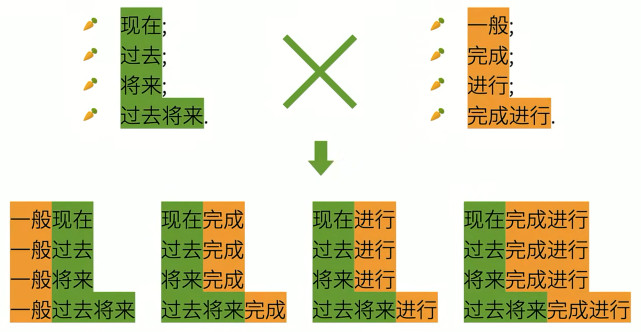 现在;
过去;
将来;
过去将来.
一般;
完成;
进行;
完成进行.
一般现在
一般过去
一般将来
一般过去将来
现在完成
过去完成
将来完成
过去将来完成
现在进行
过去进行
将来进行
过去将来进行
现在完成进行
过去完成进行
将来完成进行
过去将来完成进行